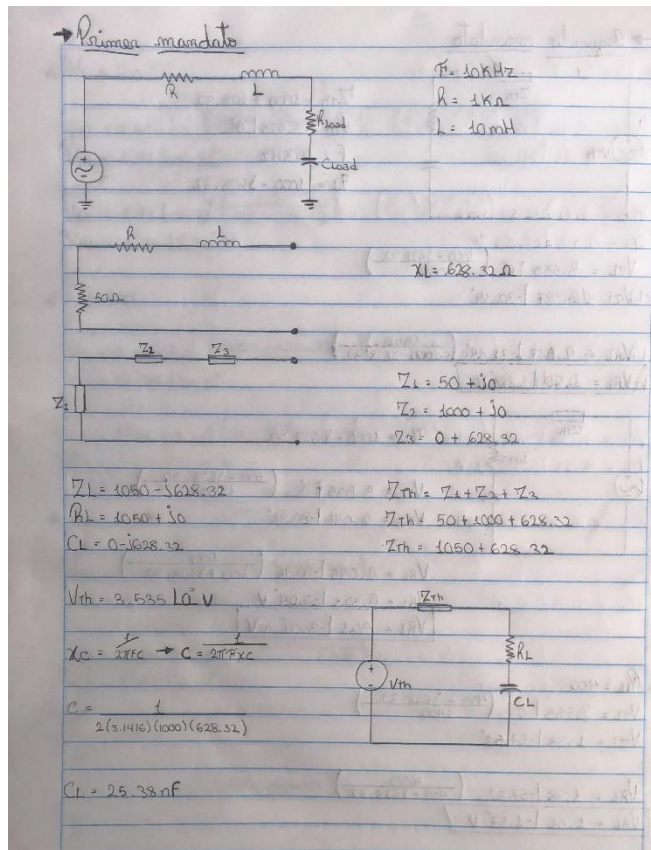 → Primer mandato
R L
RLoad
CLoad
F = 10KHz
R = 1KΩ
L = 10mH
R L
50Ω
XL = 628.32Ω
Z2 Z3
Z1
Z1 = 50 + j0
Z2 = 1000 + j0
Z3 = 0 + 628.32
ZL = 1050 - j628.32
RL = 1050 + j0
CL = 0 - j628.32
ZTh = Z1 + Z2 + Z3
ZTh = 50 + 1000 + 628.32
ZTh = 1050 + 628.32
VTh = 3.535 |0° V
XC = 1/2πFC → C = 1/2πFXC
C = 1/2(3.1416)(1000)(628.32)
CL = 25.38 nF
ZTh
VTh
RL
CL